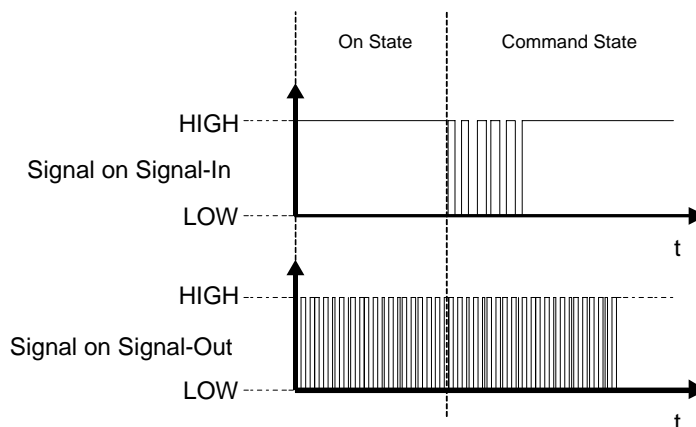 On State Command State
HIGH
Signal on Signal-In
LOW
t
HIGH
Signal on Signal-Out
LOW
t